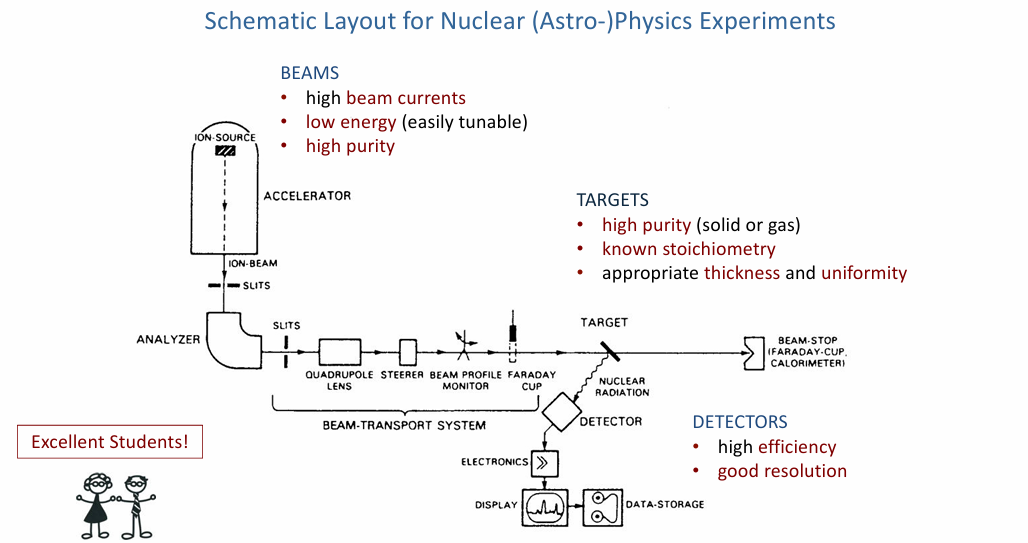 Schematic Layout for Nuclear (Astro-)Physics Experiments
BEAMS
• high beam currents
• low energy (easily tunable)
• high purity
ION-SOURCE
ACCELERATOR
ION-BEAM
SLITS
TARGETS
• high purity (solid or gas)
• known stoichiometry
• appropriate thickness and uniformity
ANALYZER
SLITS
QUADRUPOLE
LENS
STEERER
BEAM PROFILE
MONITOR
FARADAY
CUP
TARGET
BEAM-STOP
(FARADAY-CUP,
CALORIMETER)
NUCLEAR
RADIATION
BEAM-TRANSPORT SYSTEM
DETECTOR
ELECTRONICS
DISPLAY
DATA-STORAGE
DETECTORS
• high efficiency
• good resolution
Excellent Students!